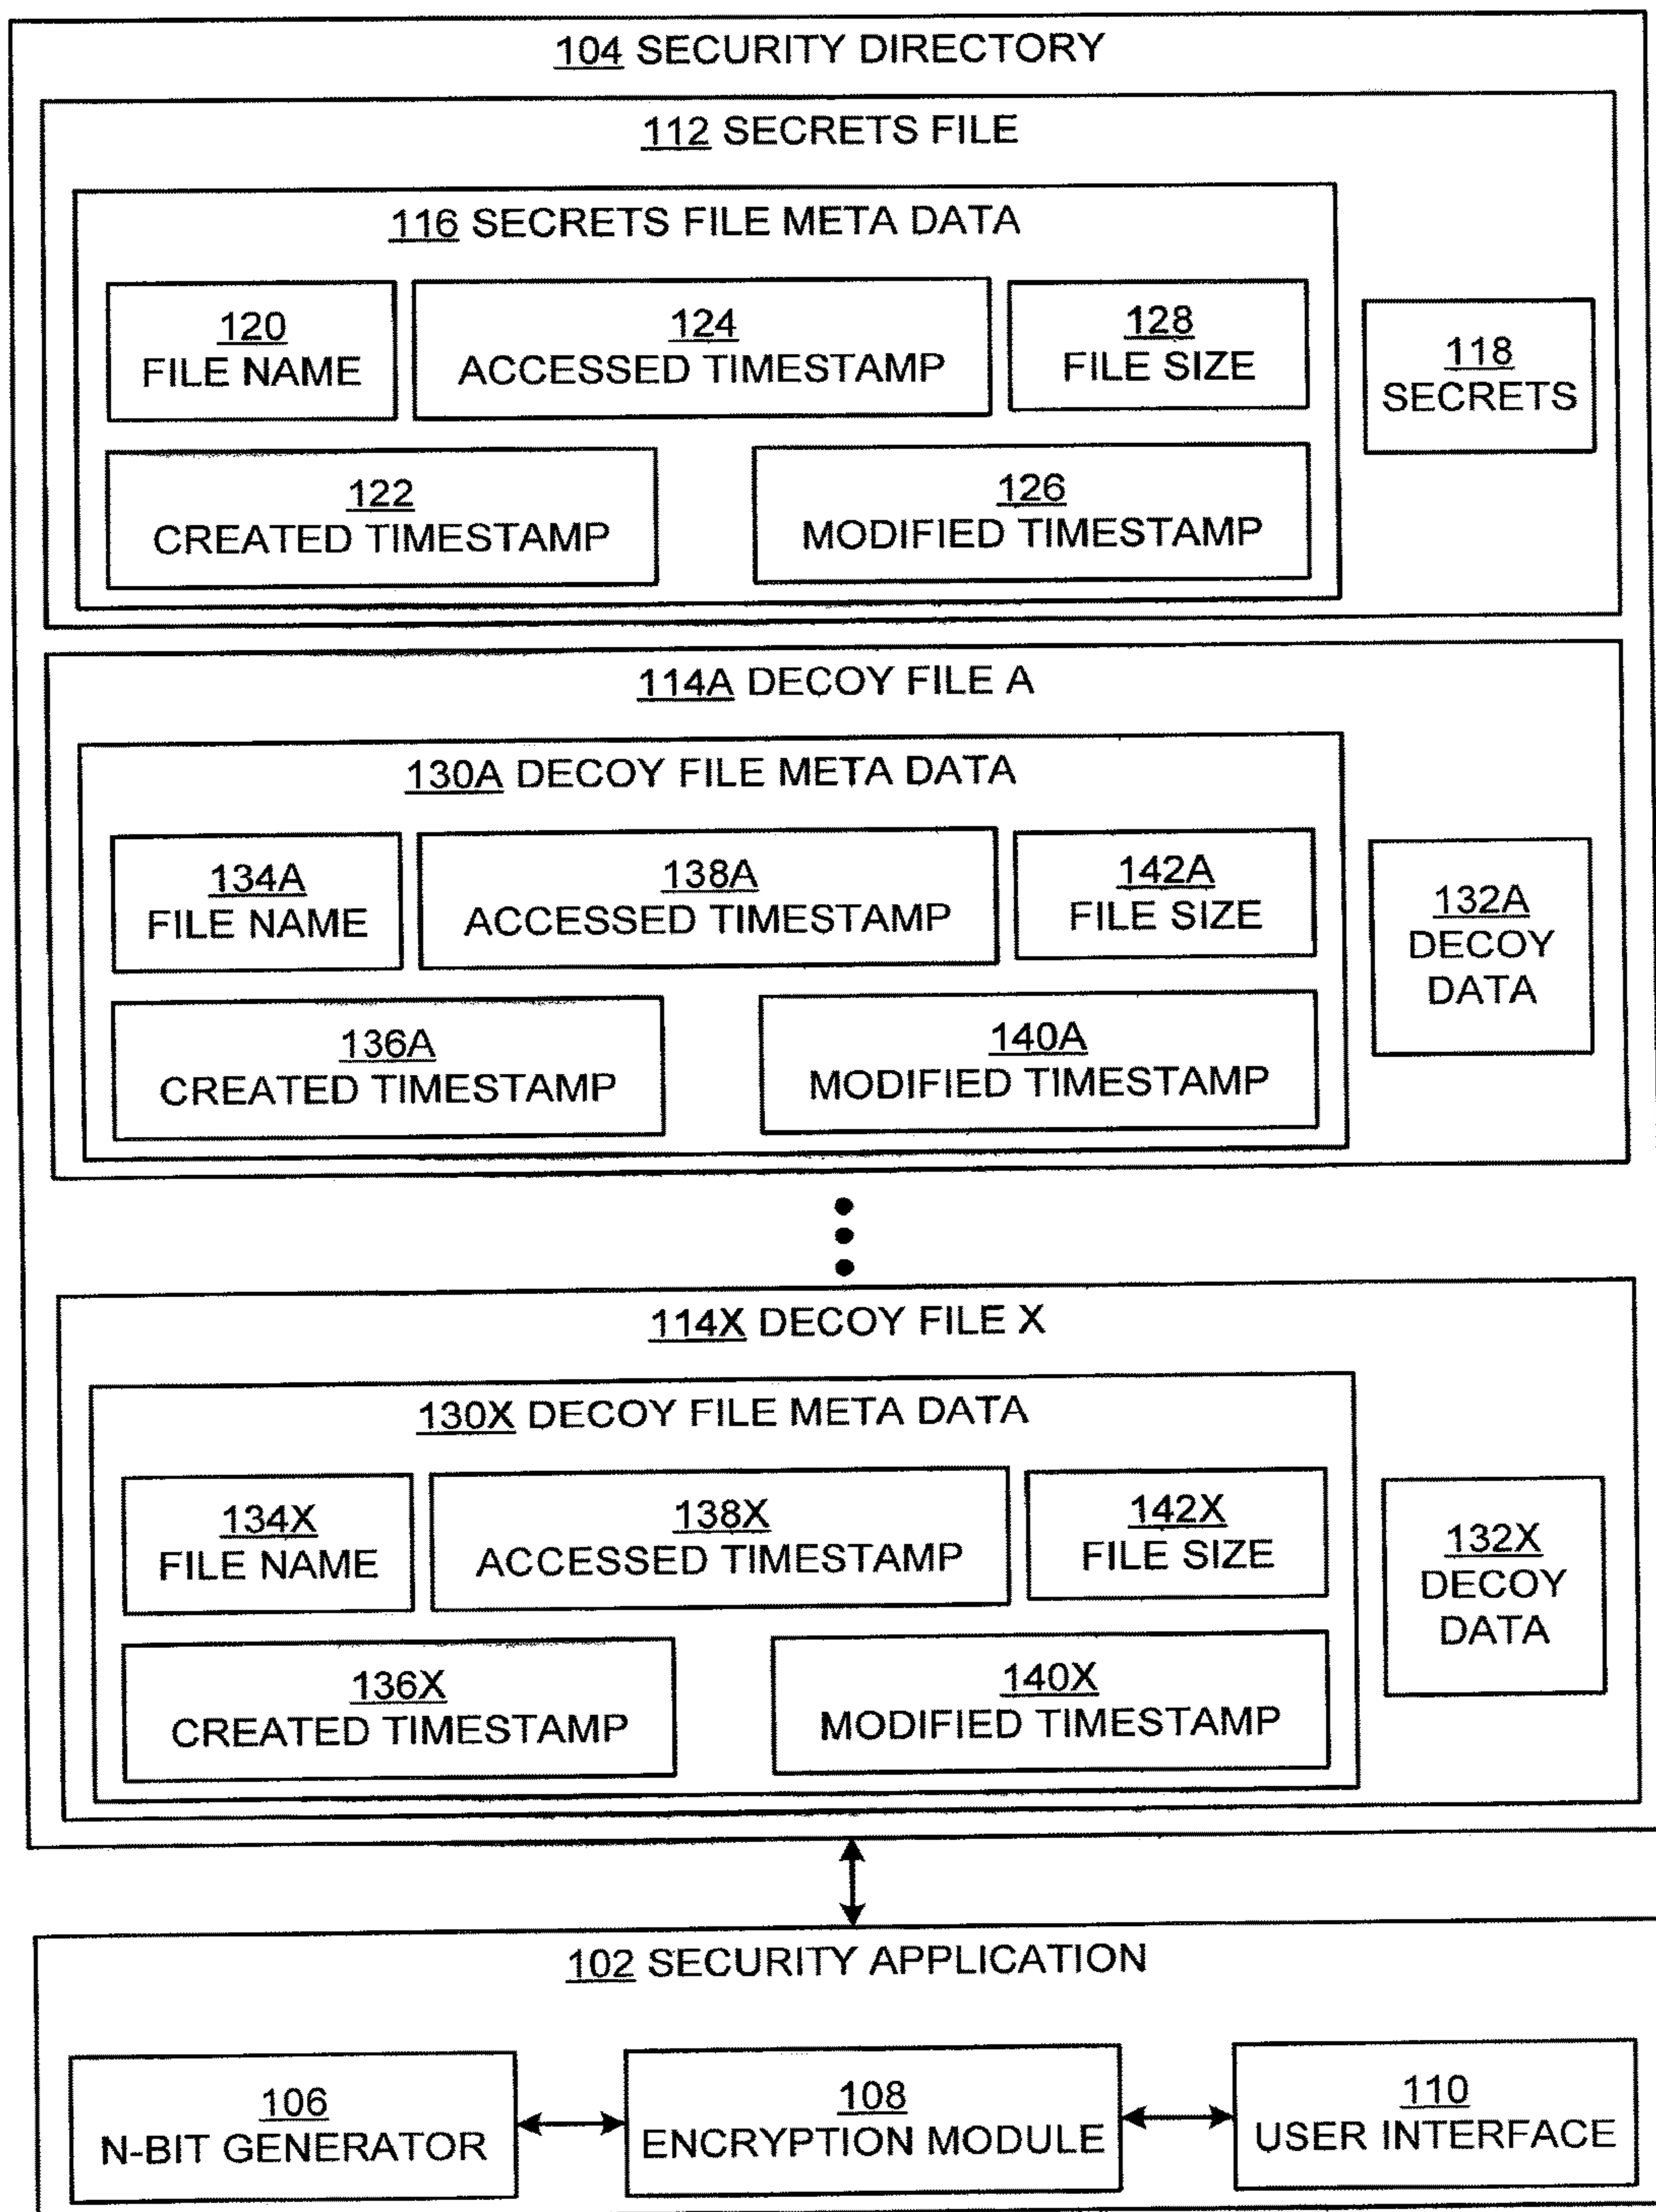 104 SECURITY DIRECTORY
112 SECRETS FILE
116 SECRETS FILE META DATA
120
FILE NAME
124
ACCESSED TIMESTAMP
128
FILE SIZE
118
SECRETS
122
CREATED TIMESTAMP
126
MODIFIED TIMESTAMP
114A DECOY FILE A
130A DECOY FILE META DATA
134A
FILE NAME
138A
ACCESSED TIMESTAMP
142A
FILE SIZE
132A
DECOY
DATA
136A
CREATED TIMESTAMP
140A
MODIFIED TIMESTAMP
114X DECOY FILE X
130X DECOY FILE META DATA
134X
FILE NAME
138X
ACCESSED TIMESTAMP
142X
FILE SIZE
132X
DECOY
DATA
136X
CREATED TIMESTAMP
140X
MODIFIED TIMESTAMP
102 SECURITY APPLICATION
106
N-BIT GENERATOR
108
ENCRYPTION MODULE
110
USER INTERFACE